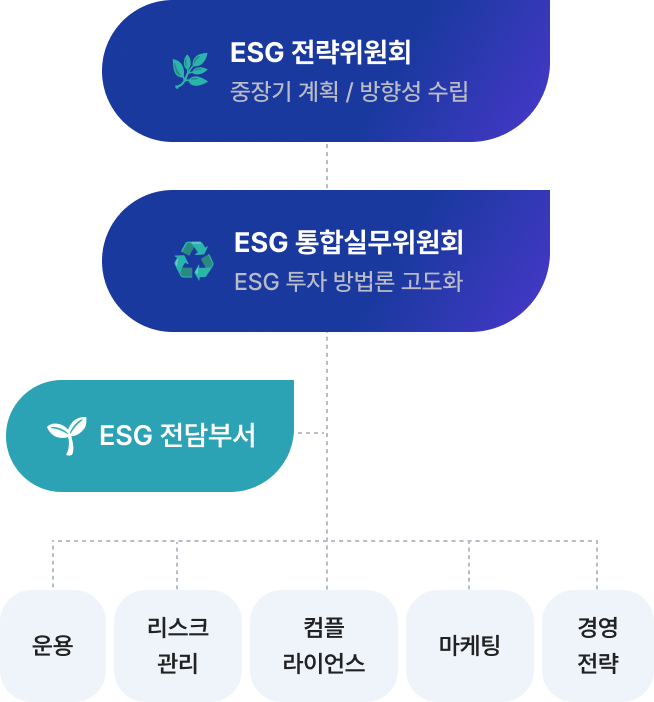 ESG 전략위원회
중장기 계획 / 방향성 수립
ESG 통합실무위원회
ESG 투자 방법론 고도화
ESG 전담부서
운용
리스크
관리
컴플
라이언스
마케팅
경영
전략